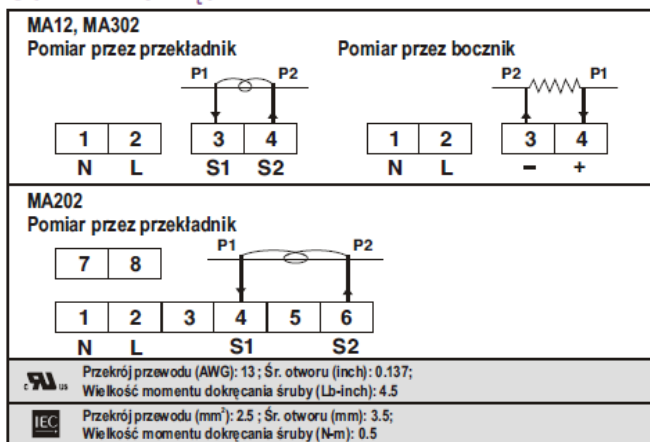 MA12, MA302
Pomiar przez przekładnik Pomiar przez bocznik
P1 P2 P2 P1
1 2 3 4 1 2 3 4
N L S1 S2 N L − +
MA202
Pomiar przez przekładnik
P1 P2
7 8
1 2 3 4 5 6
N L S1 S2
c RU us Przekrój przewodu (AWG): 13 ; Śr. otworu (inch): 0.137;
Wielkość momentu dokręcania śruby (Lb-inch): 4.5
IEC Przekrój przewodu (mm²): 2.5 ; Śr. otworu (mm): 3.5;
Wielkość momentu dokręcania śruby (N-m): 0.5